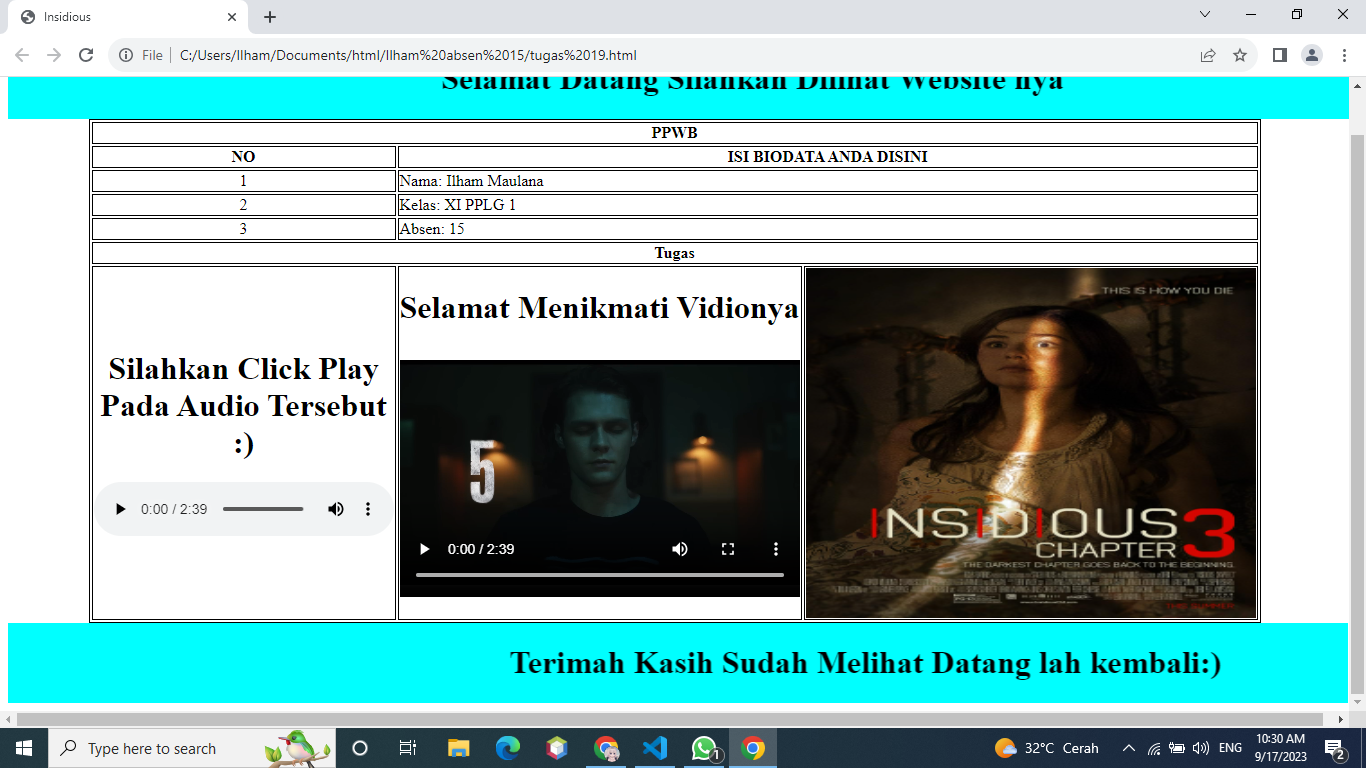 Insidious
File
C:/Users/Ilham/Documents/html/Ilham%20absen%2015/tugas%2019.html
Selamat Datang Silahkan Dilihat Website nya
PPWB
NO ISI BIODATA ANDA DISINI
1 Nama: Ilham Maulana
2 Kelas: XI PPLG 1
3 Absen: 15
Tugas
Silahkan Click Play
Pada Audio Tersebut
:)
0:00 / 2:39
Selamat Menikmati Vidionya
5
0:00 / 2:39
THIS IS HOW YOU DIE
INSIDIOUS
CHAPTER 3
THE DARKEST CHAPTER GOES BACK TO THE BEGINNING.
THIS SUMMER
Terimah Kasih Sudah Melihat Datang lah kembali:)
Type here to search
1
32°C Cerah
ENG
10:30 AM
9/17/2023
2